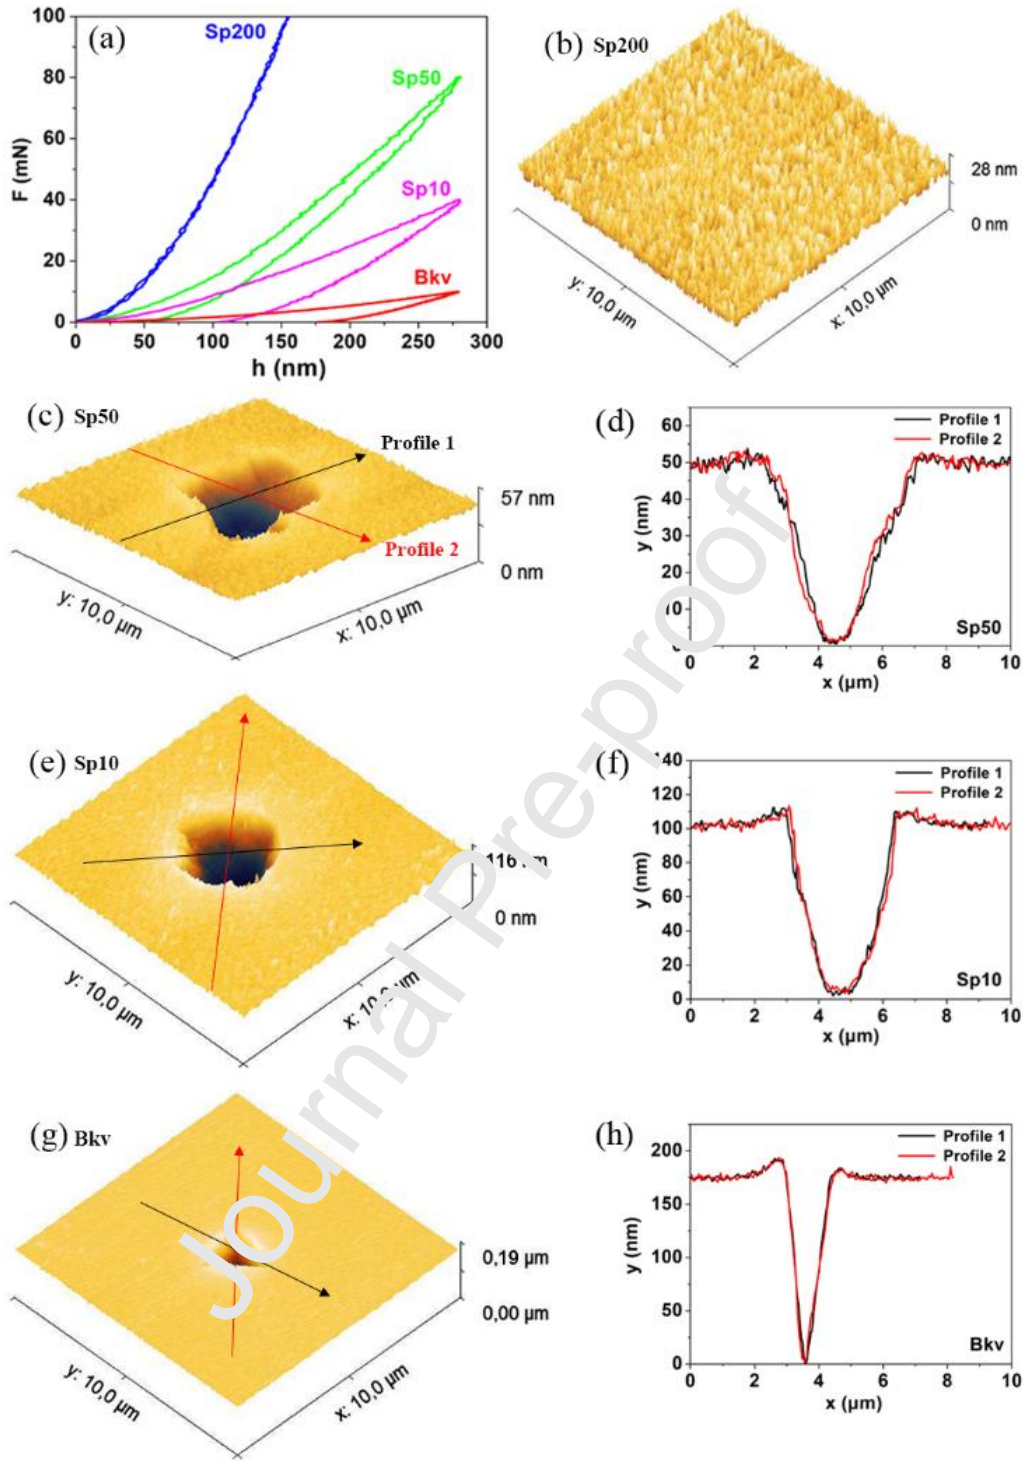 (a)
F (mN)
100
80
60
40
20
0
Sp200
Sp50
Sp10
Bkv
0 50 100 150 200 250 300
h (nm)
(b) Sp200
28 nm
0 nm
y: 10,0 µm
x: 10,0 µm
(c) Sp50
Profile 1
Profile 2
57 nm
0 nm
y: 10,0 µm
x: 10,0 µm
(d)
Profile 1
Profile 2
y (nm)
60
50
40
30
20
10
Sp50
0 2 4 6 8 10
x (µm)
(e) Sp10
116 nm
0 nm
y: 10,0 µm
x: 10,0 µm
(f)
Profile 1
Profile 2
y (nm)
140
120
100
80
60
40
20
0
Sp10
0 2 4 6 8 10
x (µm)
(g) Bkv
0,19 µm
0,00 µm
y: 10,0 µm
x: 10,0 µm
(h)
Profile 1
Profile 2
y (nm)
200
150
100
50
0
Bkv
0 2 4 6 8 10
x (µm)
Journal Pre-proof